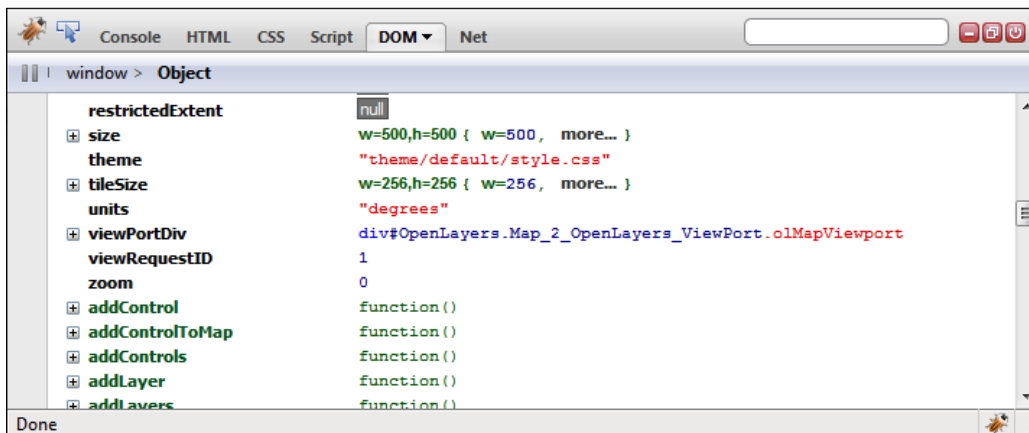 Console HTML CSS Script DOM Net
window > Object
restrictedExtent null
size w=500,h=500 { w=500, more... }
theme "theme/default/style.css"
tileSize w=256,h=256 { w=256, more... }
units "degrees"
viewPortDiv div#OpenLayers.Map_2_OpenLayers_ViewPort.olMapViewport
viewRequestID 1
zoom 0
addControl function()
addControlToMap function()
addControls function()
addLayer function()
addLayers function()
Done